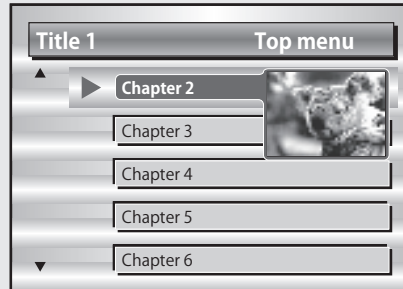 Title 1 Top menu
Chapter 2
Chapter 3
Chapter 4
Chapter 5
Chapter 6